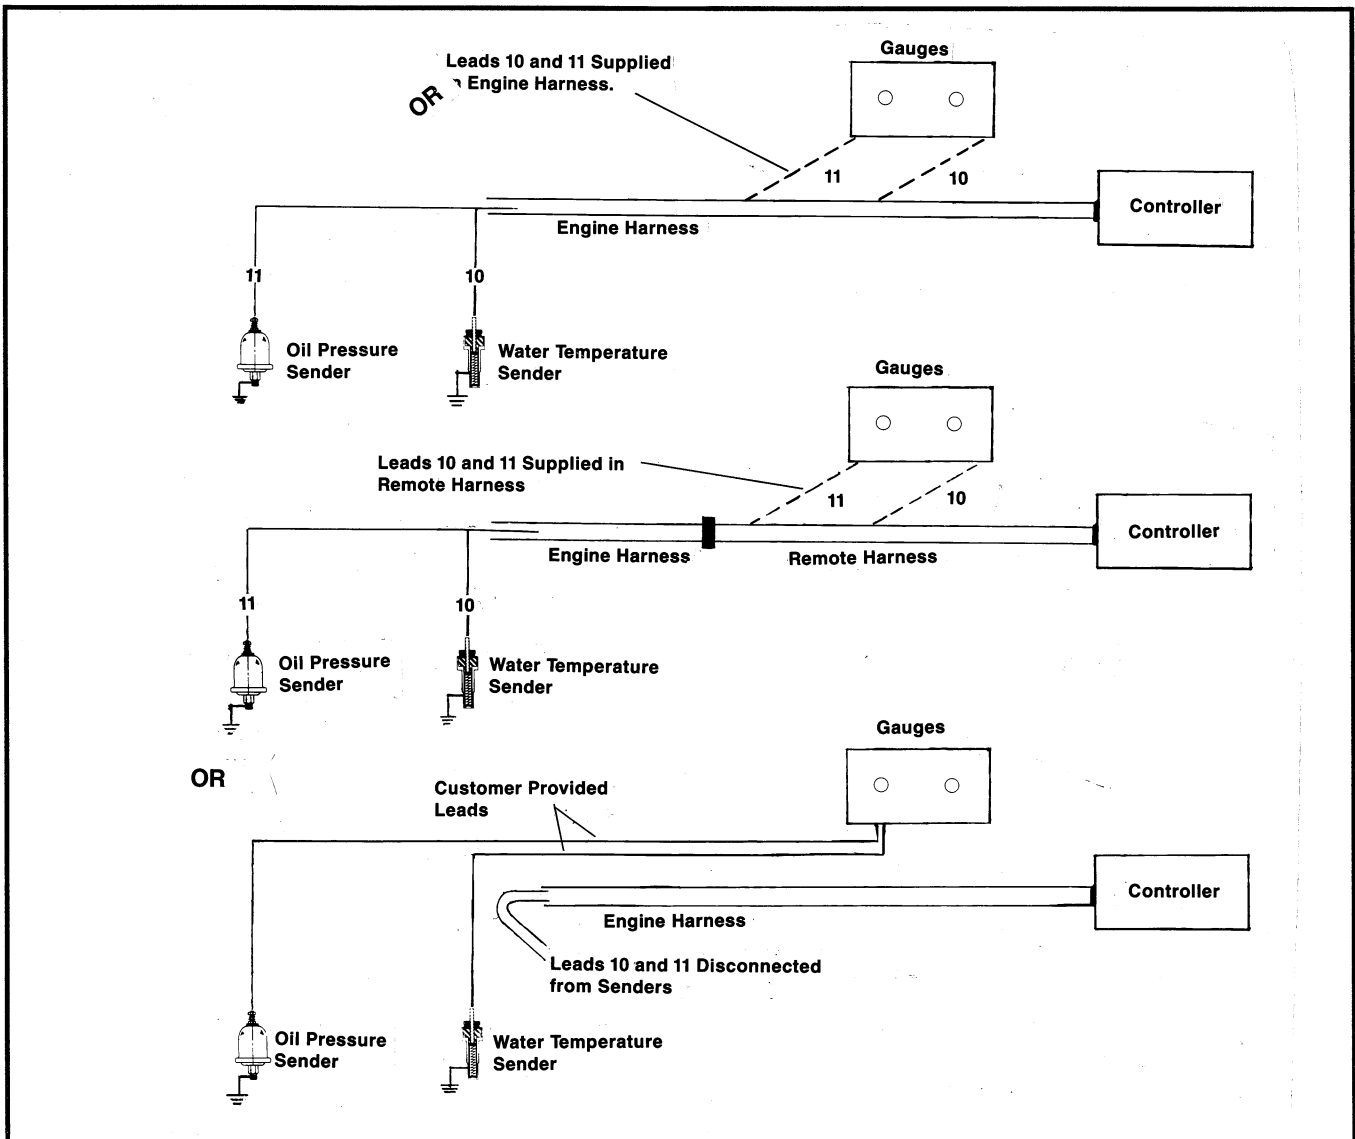 Gauges
Leads 10 and 11 Supplied
Engine Harness.
OR
11
10
Controller
Engine Harness
11
10
Oil Pressure
Sender
Water Temperature
Sender
Gauges
Leads 10 and 11 Supplied in
Remote Harness
11
10
Controller
Engine Harness
Remote Harness
11
10
Oil Pressure
Sender
Water Temperature
Sender
Gauges
OR
Customer Provided
Leads
Controller
Engine Harness
Leads 10 and 11 Disconnected
from Senders
Oil Pressure
Sender
Water Temperature
Sender